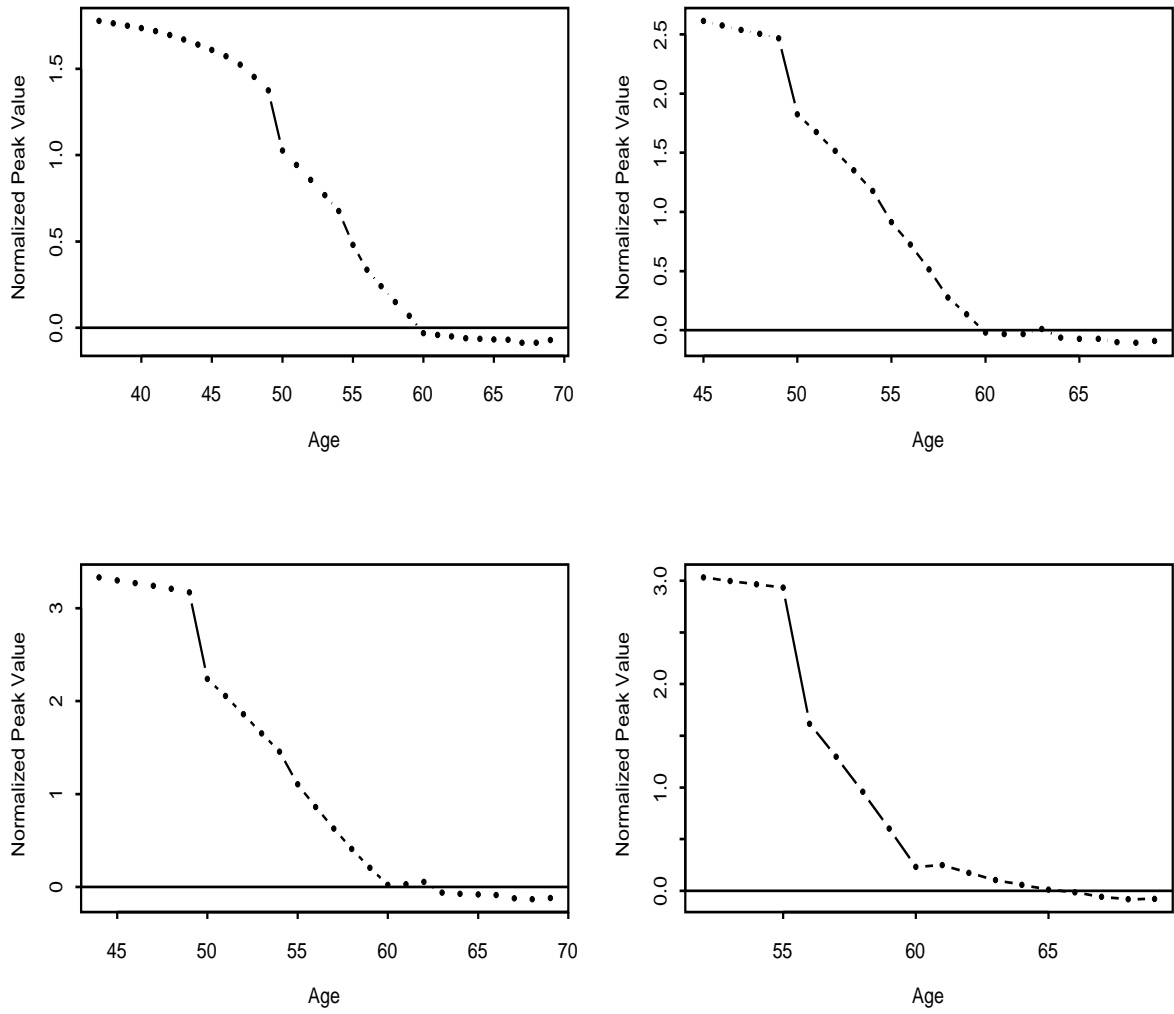 Normalized Peak Value
0.0 0.5 1.0 1.5
40 45 50 55 60 65 70
Age
Normalized Peak Value
0.0 0.5 1.0 1.5 2.0 2.5
45 50 55 60 65
Age
Normalized Peak Value
0 1 2 3
45 50 55 60 65 70
Age
Normalized Peak Value
0.0 1.0 2.0 3.0
55 60 65
Age